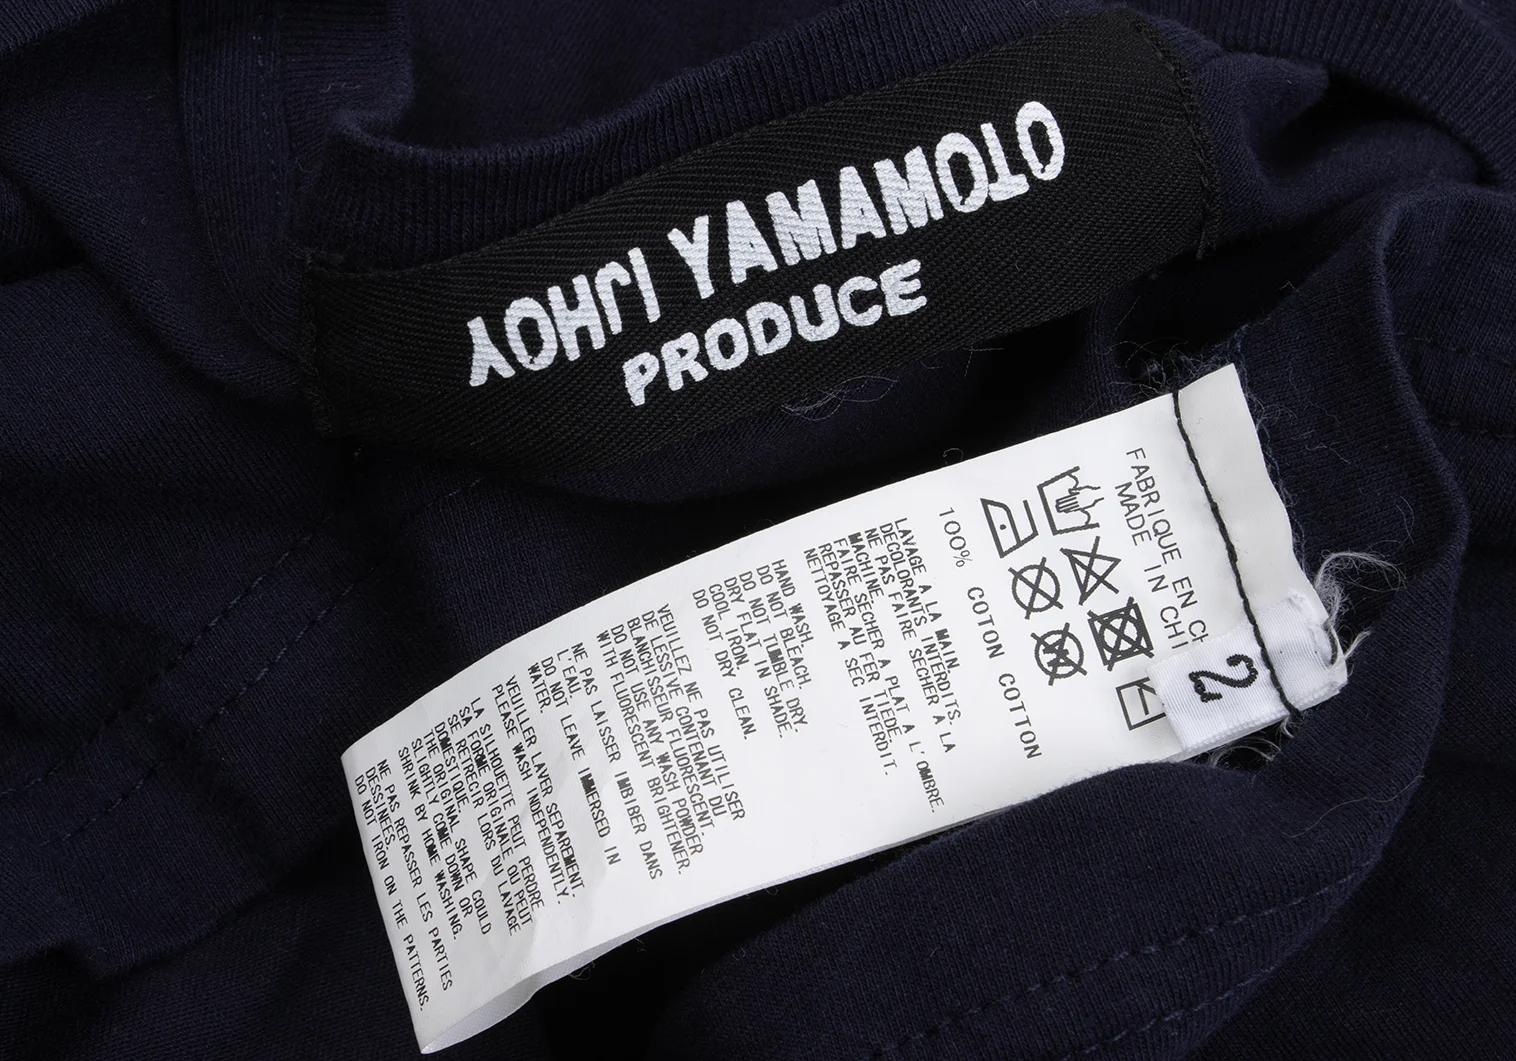 YOHJI YAMAMOTO
PRODUCE
FABRIQUE EN
MADE IN
2
100% COTON COTTON
LAVAGE A LA MAIN.
DECOLORANTS INTERDITS.
NE PAS FAIRE SECHER A LA
MACHINE.
FAIRE SECHER A PLAT A L'OMBRE.
REPASSER AU FER TIEDE.
NETTOYAGE A SEC INTERDIT.
HAND WASH.
DO NOT BLEACH.
DO NOT TUMBLE DRY.
DRY FLAT IN SHADE.
COOL IRON.
DO NOT DRY CLEAN.
VEUILLEZ NE PAS UTILISER
DE LESSIVE CONTENANT DU
BLANCHISSEUR FLUORESCENT.
DO NOT USE ANY WASH POWDER
WITH FLUORESCENT BRIGHTENER.
NE PAS LAISSER IMBIBER DANS
L'EAU.
DO NOT LEAVE IMMERSED IN
WATER.
VEUILLER LAVER SEPAREMENT.
PLEASE WASH INDEPENDENTLY.
LA SILHOUETTE PEUT PERDRE
SA FORME ORIGINALE OU PEUT
SE RETRECIR LORS DU LAVAGE
DOMESTIQUE.
THE ORIGINAL SHAPE COULD
SLIGHTLY COME DOWN OR
SHRINK BY HOME WASHING.
NE PAS REPASSER LES PARTIES
DESSINEES.
DO NOT IRON ON THE PATTERNS.